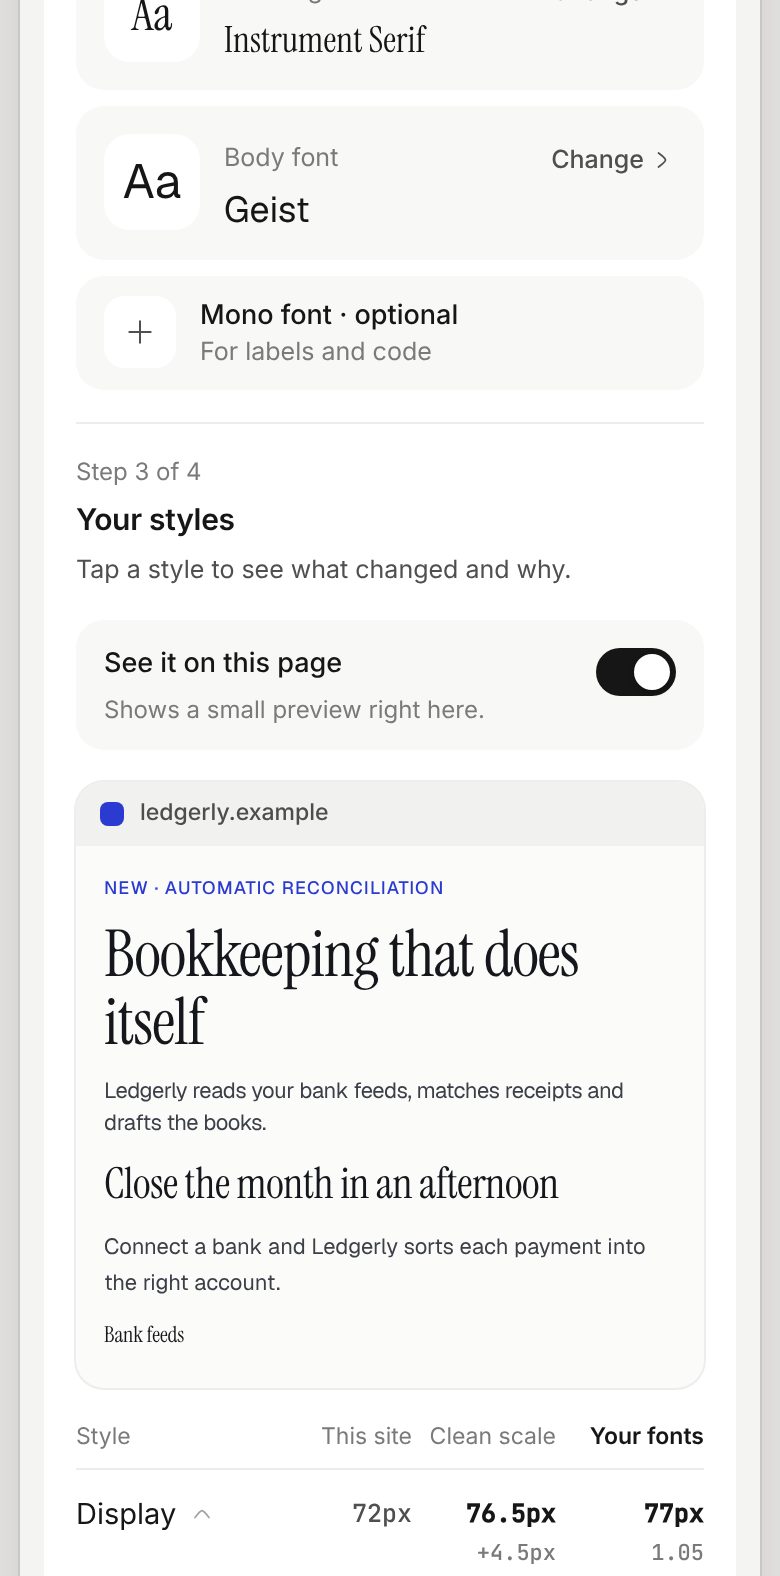 Aa
Instrument Serif
Aa
Body font
Change
Geist
Mono font · optional
For labels and code
Step 3 of 4
Your styles
Tap a style to see what changed and why.
See it on this page
Shows a small preview right here.
ledgerly.example
NEW · AUTOMATIC RECONCILIATION
Bookkeeping that does
itself
Ledgerly reads your bank feeds, matches receipts and
drafts the books.
Close the month in an afternoon
Connect a bank and Ledgerly sorts each payment into
the right account.
Bank feeds
Style This site Clean scale Your fonts
Display 72px 76.5px 77px
+4.5px 1.05